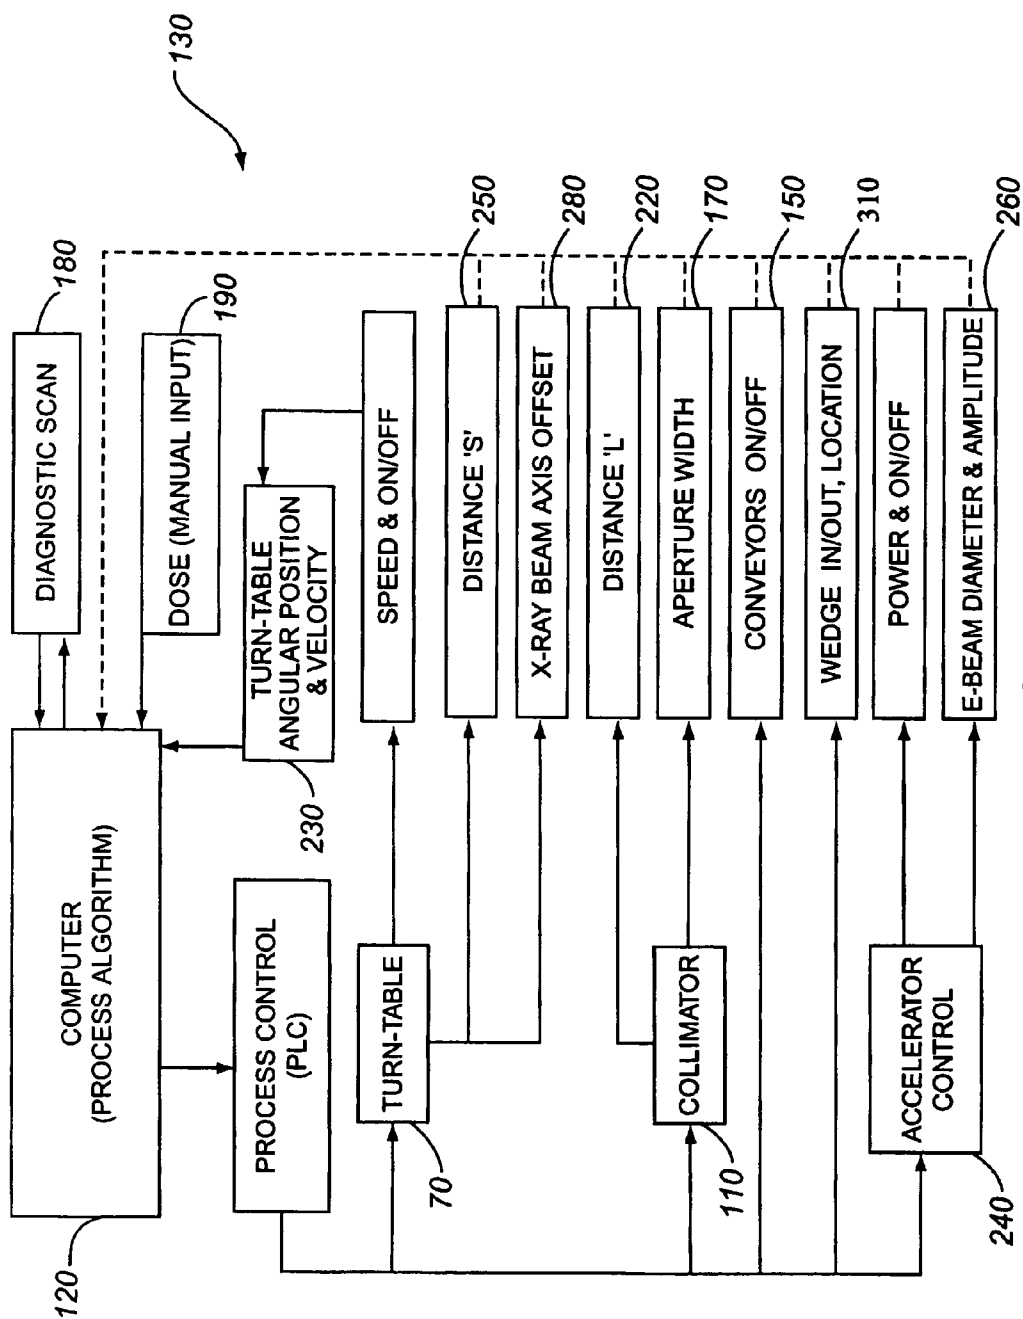 130
120
COMPUTER
(PROCESS ALGORITHM)
180
DIAGNOSTIC SCAN
190
DOSE (MANUAL INPUT)
230
TURN-TABLE
ANGULAR POSITION
& VELOCITY
PROCESS CONTROL
(PLC)
70
TURN-TABLE
SPEED & ON/OFF
DISTANCE 'S'
250
X-RAY BEAM AXIS OFFSET
280
110
COLLIMATOR
DISTANCE 'L'
220
APERTURE WIDTH
170
CONVEYORS ON/OFF
150
WEDGE IN/OUT, LOCATION
310
240
ACCELERATOR
CONTROL
POWER & ON/OFF
E-BEAM DIAMETER & AMPLITUDE
260